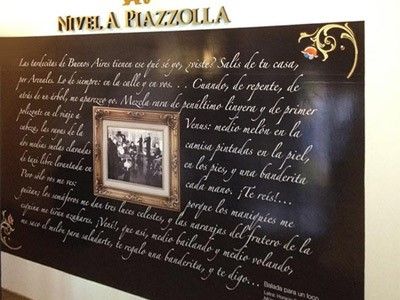 NIVEL A PIAZZOLLA
Las tardecitas de Buenos Aires tienen ese qué sé yo, ¿viste? Salís de tu casa,
por Arenales. Lo de siempre: en la calle y en vos. . . Cuando, de repente, de
atrás de un árbol, me aparezco yo. Mezcla rara de penúltimo linyera y de primer
polizonte en el viaje a Venus: medio melón en la
cabeza, las rayas de la camisa pintadas en la piel,
dos medias suelas clavadas en los pies, y una banderita
de taxi libre levantada en cada mano. ¡Te reís!...
Pero sólo vos me ves: porque los maniquíes me
guiñan; los semáforos me dan tres luces celestes, y las naranjas del frutero de la
esquina me tiran azahares. ¡Vení!, que así, medio bailando y medio volando,
me saco el melón para saludarte, te regalo una banderita, y te digo...
Balada para un loco
Letra: